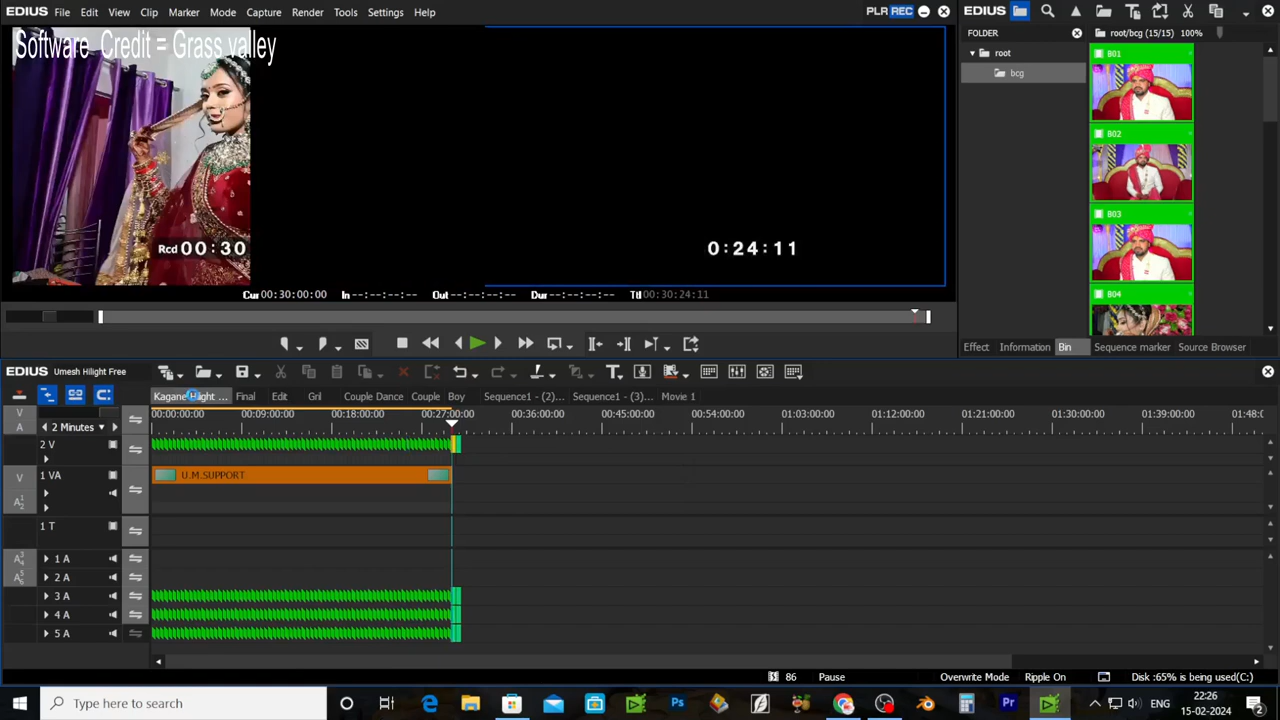 EDIUS File Edit View Clip Marker Mode Capture Render Tools Settings Help PLR REC
EDIUS
Software Credit = Grass valley
FOLDER
root/bcg (15/15) 100%
root
bcg
B01
B02
B03
B04
Rcd 00:30
0:24:11
Cur 00:30:00:00 In --:--:--:-- Out --:--:--:-- Dur --:--:--:-- Ttl 00:30:24:11
Effect Information Bin Sequence marker Source Browser
EDIUS Umesh Hilight Free
Final Edit Gril Couple Dance Couple Boy Sequence1 - (2)... Sequence1 - (3)... Movie 1
V
A
00:00:00:00 00:09:00:00 00:18:00:00 00:27:00:00 00:36:00:00 00:45:00:00 00:54:00:00 01:03:00:00 01:12:00:00 01:21:00:00 01:30:00:00 01:39:00:00 01:48:0
2 Minutes
2 V
V
1 VA
U.M.SUPPORT
1 T
1 A
2 A
3 A
4 A
5 A
86 Pause Overwrite Mode Ripple On Disk :65% used(C:)
Type here to search
Ps
Pr
ENG
22:26
15-02-2024
2